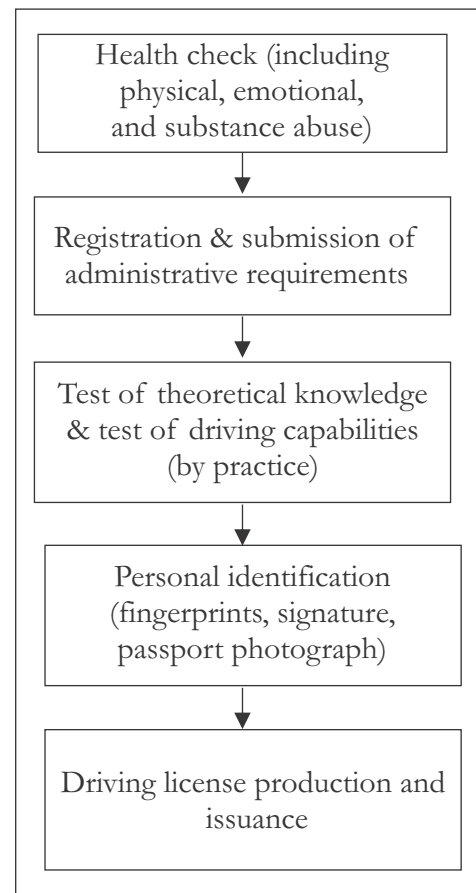 Health check (including
physical, emotional,
and substance abuse)
Registration & submission of
administrative requirements
Test of theoretical knowledge
& test of driving capabilities
(by practice)
Personal identification
(fingerprints, signature,
passport photograph)
Driving license production and
issuance